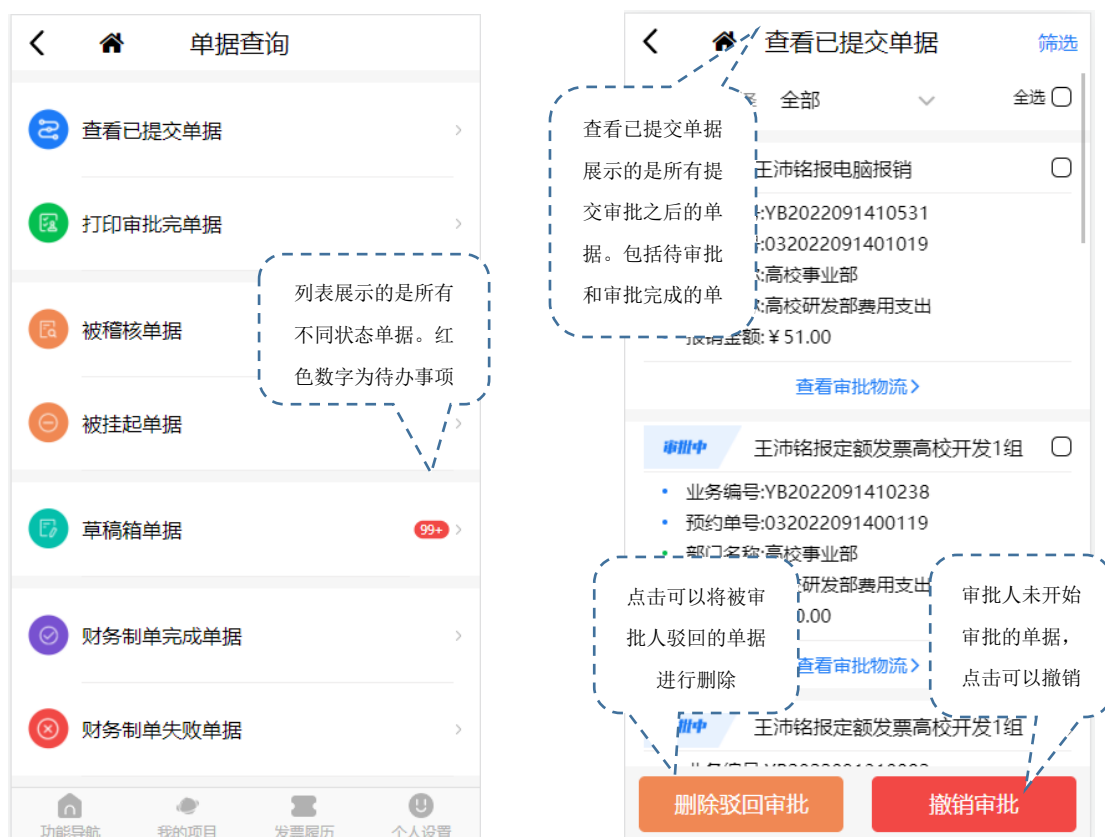 单据查询
查看已提交单据
打印审批完单据
列表展示的是所有
不同状态单据。红
色数字为待办事项
被稽核单据
被挂起单据
草稿箱单据
99+
财务制单完成单据
财务制单失败单据
功能导航
我的项目
发票履历
个人设置
查看已提交单据
筛选
全部
全选
查看已提交单据
展示的是所有提
交审批之后的单
据。包括待审批
和审批完成的单
王沛铭报电脑报销
:YB2022091410531
:032022091401019
:高校事业部
:高校研发部费用支出
报销金额:¥51.00
查看审批物流>
审批中
王沛铭报定额发票高校开发1组
业务编号:YB2022091410238
预约单号:032022091400119
部门名称:高校事业部
研发部费用支出
0.00
查看审批物流>
点击可以将被审
批人驳回的单据
进行删除
审批人未开始
审批的单据，
点击可以撤销
王沛铭报定额发票高校开发1组
删除驳回审批
撤销审批